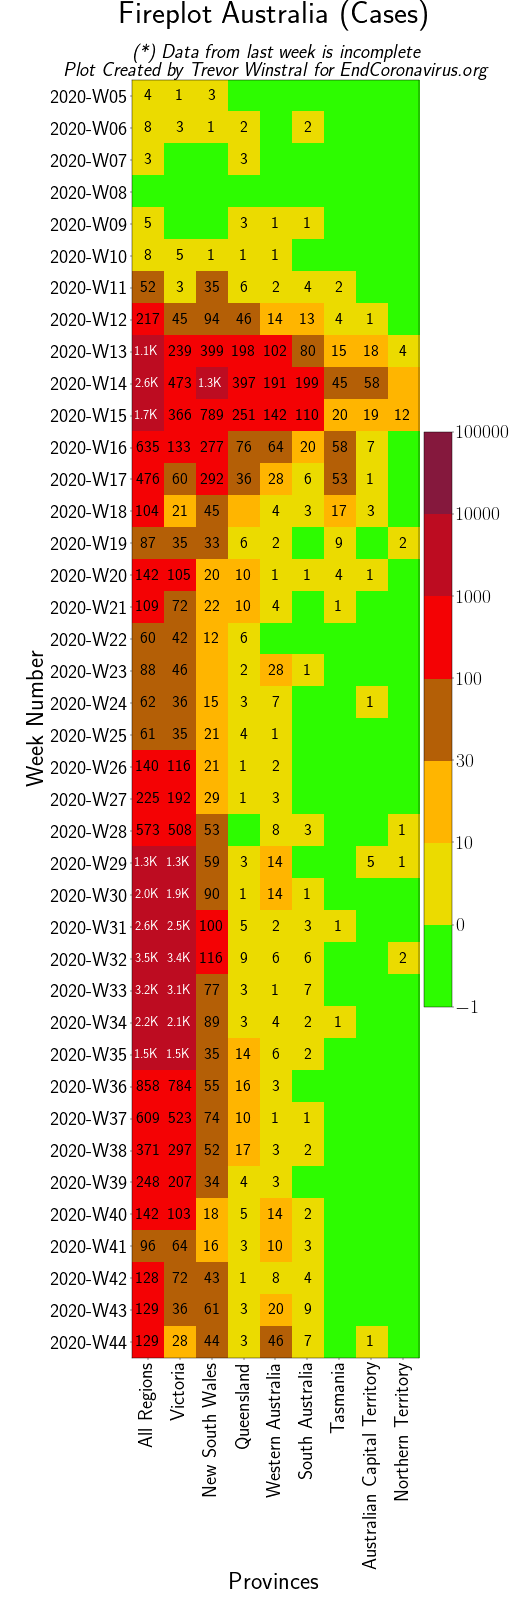 Fireplot Australia (Cases)
(*) Data from last week is incomplete
Plot Created by Trevor Winstral for EndCoronavirus.org
2020-W05 4 1 3
2020-W06 8 3 1 2 2
2020-W07 3 3
2020-W08
2020-W09 5 3 1 1
2020-W10 8 5 1 1 1
2020-W11 52 3 35 6 2 4 2
2020-W12 217 45 94 46 14 13 4 1
2020-W13 1.1K 239 399 198 102 80 15 18 4
2020-W14 2.6K 473 1.3K 397 191 199 45 58
2020-W15 1.7K 366 789 251 142 110 20 19 12
2020-W16 635 133 277 76 64 20 58 7
2020-W17 476 60 292 36 28 6 53 1
2020-W18 104 21 45 4 3 17 3
2020-W19 87 35 33 6 2 9 2
2020-W20 142 105 20 10 1 1 4 1
2020-W21 109 72 22 10 4 1
2020-W22 60 42 12 6
2020-W23 88 46 2 28 1
2020-W24 62 36 15 3 7 1
2020-W25 61 35 21 4 1
2020-W26 140 116 21 1 2
2020-W27 225 192 29 1 3
2020-W28 573 508 53 8 3 1
2020-W29 1.3K 1.3K 59 3 14 5 1
2020-W30 2.0K 1.9K 90 1 14 1
2020-W31 2.6K 2.5K 100 5 2 3 1
2020-W32 3.5K 3.4K 116 9 6 6 2
2020-W33 3.2K 3.1K 77 3 1 7
2020-W34 2.2K 2.1K 89 3 4 2 1
2020-W35 1.5K 1.5K 35 14 6 2
2020-W36 858 784 55 16 3
2020-W37 609 523 74 10 1 1
2020-W38 371 297 52 17 3 2
2020-W39 248 207 34 4 3
2020-W40 142 103 18 5 14 2
2020-W41 96 64 16 3 10 3
2020-W42 128 72 43 1 8 4
2020-W43 129 36 61 3 20 9
2020-W44 129 28 44 3 46 7 1
Week Number
100000
10000
1000
100
30
10
0
−1
All Regions
Victoria
New South Wales
Queensland
Western Australia
South Australia
Tasmania
Australian Capital Territory
Northern Territory
Provinces